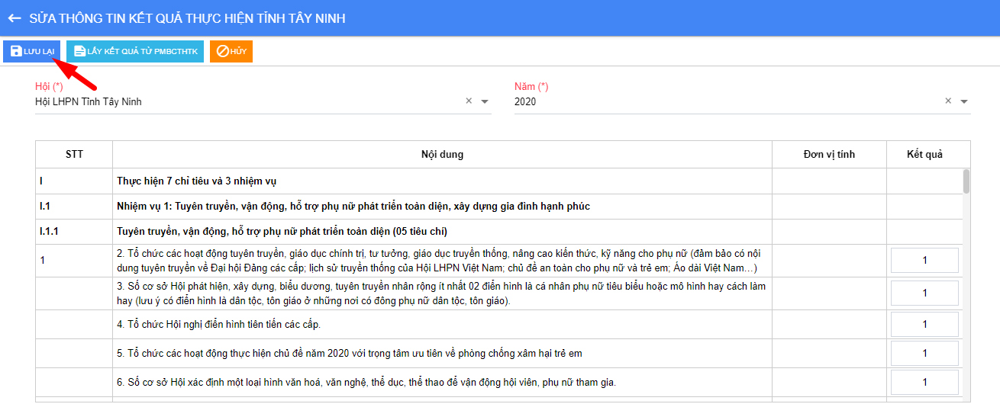 SỬA THÔNG TIN KẾT QUẢ THỰC HIỆN TỈNH TÂY NINH
LƯU LẠI LẤY KẾT QUẢ TỪ PMBCTHTK HỦY
Hội (*) Năm (*)
Hội LHPN Tỉnh Tây Ninh × 2020 ×
STT Nội dung Đơn vị tính Kết quả
I Thực hiện 7 chỉ tiêu và 3 nhiệm vụ
I.1 Nhiệm vụ 1: Tuyên truyền, vận động, hỗ trợ phụ nữ phát triển toàn diện, xây dựng gia đình hạnh phúc
I.1.1 Tuyên truyền, vận động, hỗ trợ phụ nữ phát triển toàn diện (05 tiêu chí)
1 2. Tổ chức các hoạt động tuyên truyền, giáo dục chính trị, tư tưởng, giáo dục truyền thống, nâng cao kiến thức, kỹ năng cho phụ nữ (đảm bảo có nội 1
dung tuyên truyền về Đại hội Đảng các cấp; lịch sử truyền thống của Hội LHPN Việt Nam; chủ đề an toàn cho phụ nữ và trẻ em; Áo dài Việt Nam…)
3. Số cơ sở Hội phát hiện, xây dựng, biểu dương, tuyên truyền nhân rộng ít nhất 02 điển hình là cá nhân phụ nữ tiêu biểu hoặc mô hình hay cách làm 1
hay (lưu ý có điển hình là dân tộc, tôn giáo ở những nơi có đông phụ nữ dân tộc, tôn giáo).
4. Tổ chức Hội nghị điển hình tiên tiến các cấp. 1
5. Tổ chức các hoạt động thực hiện chủ đề năm 2020 với trọng tâm ưu tiên về phòng chống xâm hại trẻ em 1
6. Số cơ sở Hội xác định một loại hình văn hoá, văn nghệ, thể dục, thể thao để vận động hội viên, phụ nữ tham gia. 1